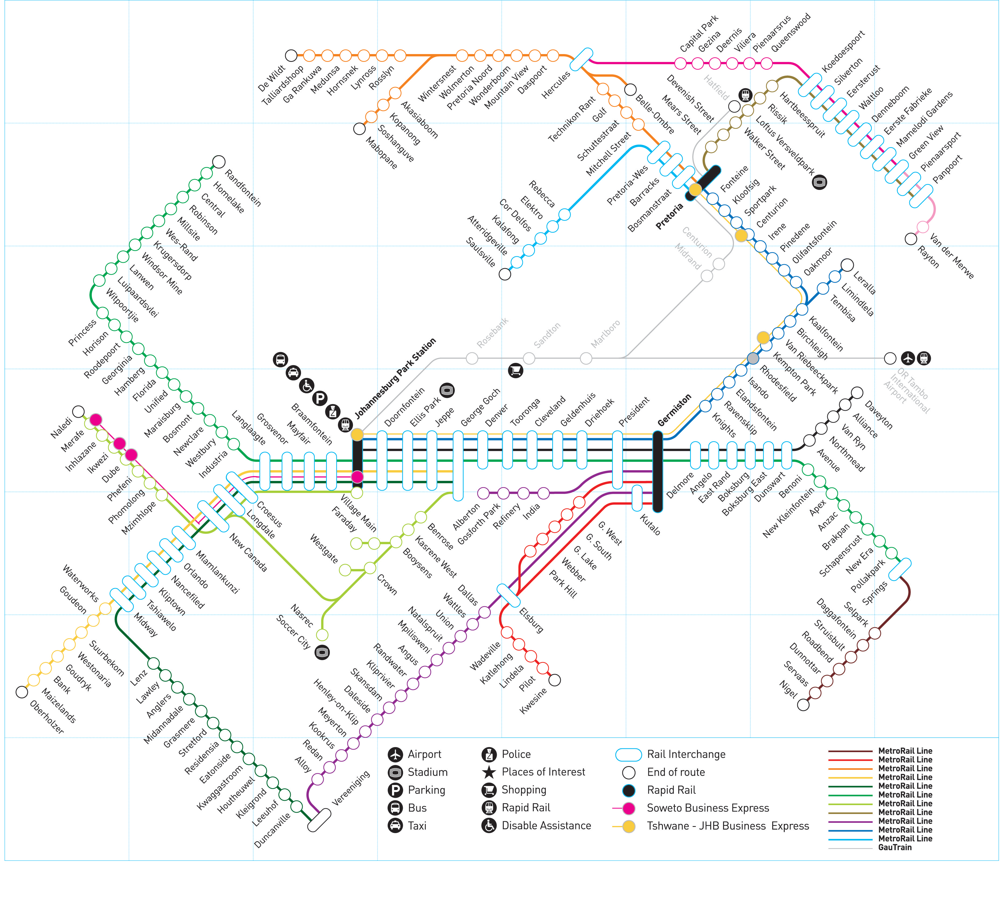 Capital Park
Gezina
Deernis
Viliera
Pienaarsrus
Queenswood
Koedoespoort
Silverton
Eersterust
Waltloo
Denneboom
Eerste Fabrieke
Mamelodi Gardens
Green View
Pienaarsport
Panpoort
Van der Merwe
Rayton
De Wildt
Talliardshoop
Ga Rankuwa
Medunsa
Hornsnek
Lynross
Rosslyn
Wintersnest
Wolmerton
Pretoria Noord
Wonderboom
Mountain View
Daspoort
Hercules
Akasiaboom
Kopanong
Soshanguve
Mabopane
Belle-Ombre
Technikon Rant
Golf
Schuttestraat
Mitchell Street
Pretoria-Wes
Barracks
Bosmanstraat
Pretoria
Hatfield
Devenish Street
Mears Street
Hartbeesspruit
Rissik
Loftus Versveldpark
Walker Street
Rebecca
Elektro
Cor Delfos
Kalafong
Atteridgeville
Saulsville
Fonteine
Kloofsig
Sportpark
Centurion
Irene
Pinedene
Olifantsfontein
Oakmoor
Centurion
Midrand
Leralla
Limindlela
Tembisa
Kaalfontein
Birchleigh
Van Riebeeckpark
Kempton Park
Rhodesfield
Isando
Elandsfontein
Ravensklip
Knights
OR Tambo
International
Airport
Rosebank
Sandton
Marlboro
Randfontein
Homelake
Central
Robinson
Millsite
Wes-Rand
Krugersdorp
Windsor Mine
Lanwen
Luipaardsvlei
Witpoortjie
Princess
Horison
Roodepoort
Georginia
Hamberg
Florida
Unified
Maraisburg
Bosmont
Newclare
Westbury
Industria
Langlaagte
Grosvenor
Mayfair
Braamfontein
Johannesburg Park Station
Doornfontein
Ellis Park
Jeppe
George Goch
Denver
Tooronga
Cleveland
Geldenhuis
Driehoek
President
Germiston
Daveyton
Alliance
Van Ryn
Northmead
Avenue
Delmore
Angelo
East Rand
Boksburg
Boksburg East
Dunswart
Benoni
New Kleinfontein
Apex
Anzac
Brakpan
Schapensrust
New Era
Pollakpark
Springs
Selpark
Daggafontein
Struisbult
Roadbend
Dunnottar
Servaas
Nigel
Naledi
Merafe
Inhlazane
Ikwezi
Dube
Phefeni
Phomolong
Mzimhlope
Croesus
Longdale
New Canada
Mlamlankunzi
Orlando
Nancefiled
Kliptown
Tshiawelo
Midway
Waterworks
Goudeon
Suurbekom
Westonaria
Goudryk
Bank
Maizelands
Oberholzer
Village Main
Faraday
Westgate
Benrose
Kasrene West
Booysens
Crown
Nasrec
Soccer City
Alberton
Gosforth Park
Refinery
India
Kutalo
G. West
G. South
G. Lake
Webber
Park Hill
Elsburg
Wadeville
Katlehong
Lindela
Pilot
Kwesine
Dallas
Wattles
Union
Natalspruit
Mpilisweni
Angus
Randwater
Kliprivier
Skansdam
Daleside
Henley-on-Klip
Meyerton
Kookrus
Redan
Alloy
Vereeniging
Lenz
Lawley
Anglers
Midannadale
Grasmere
Stretford
Residensia
Eatonside
Kwaggastroom
Houtheuwel
Kleigrond
Leeuhof
Duncanville
Airport
Stadium
P Parking
Bus
Taxi
Police
Places of Interest
Shopping
Rapid Rail
Disable Assistance
Rail Interchange
End of route
Rapid Rail
Soweto Business Express
Tshwane - JHB Business Express
MetroRail Line
MetroRail Line
MetroRail Line
MetroRail Line
MetroRail Line
MetroRail Line
MetroRail Line
MetroRail Line
MetroRail Line
MetroRail Line
MetroRail Line
GauTrain
P